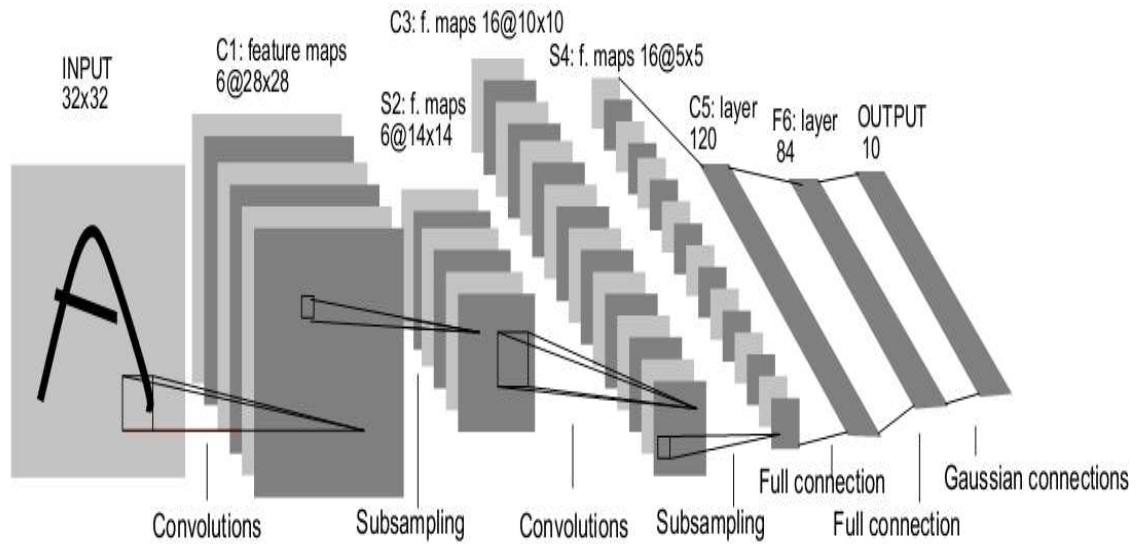 INPUT
32x32
C1: feature maps
6@28x28
S2: f. maps
6@14x14
C3: f. maps 16@10x10
S4: f. maps 16@5x5
C5: layer
120
F6: layer
84
OUTPUT
10
Convolutions
Subsampling
Convolutions
Subsampling
Full connection
Full connection
Gaussian connections
A